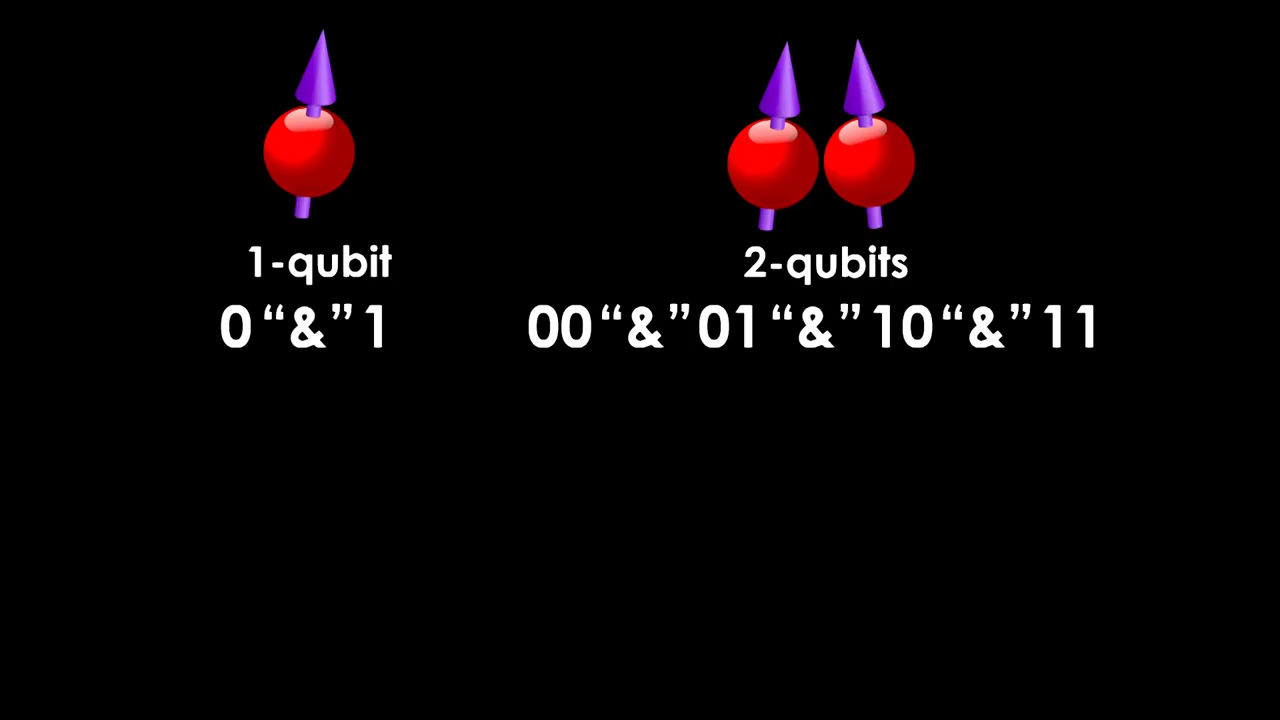 1-qubit
0 “&” 1
2-qubits
00 “&” 01 “&” 10 “&” 11